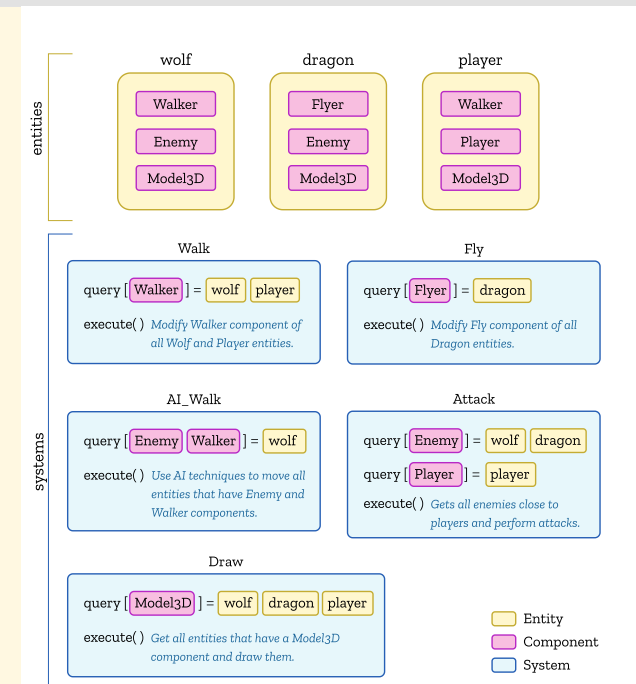 entities
wolf dragon player
Walker Flyer Walker
Enemy Enemy Player
Model3D Model3D Model3D
systems
Walk
query [ Walker ] = wolf player
execute( ) Modify Walker component of
all Wolf and Player entities.
Fly
query [ Flyer ] = dragon
execute( ) Modify Fly component of all
Dragon entities.
AI_Walk
query [ Enemy Walker ] = wolf
execute( ) Use AI techniques to move all
entities that have Enemy and
Walker components.
Attack
query [ Enemy ] = wolf dragon
query [ Player ] = player
execute( ) Gets all enemies close to
players and perform attacks.
Draw
query [ Model3D ] = wolf dragon player
execute( ) Get all entities that have a Model3D
component and draw them.
Entity
Component
System